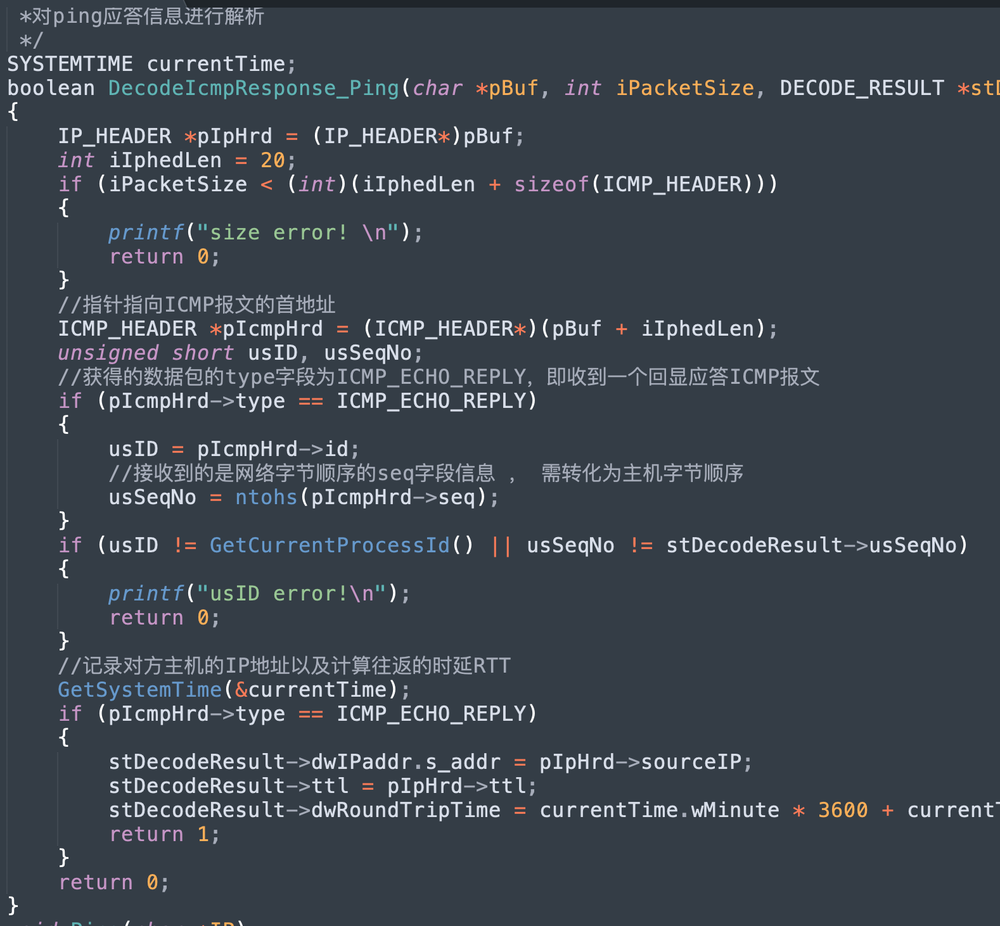 *对ping应答信息进行解析
*/
SYSTEMTIME currentTime;
boolean DecodeIcmpResponse_Ping(char *pBuf, int iPacketSize, DECODE_RESULT *stD
{
IP_HEADER *pIpHrd = (IP_HEADER*)pBuf;
int iIphedLen = 20;
if (iPacketSize < (int)(iIphedLen + sizeof(ICMP_HEADER)))
{
printf("size error! \n");
return 0;
}
//指针指向ICMP报文的首地址
ICMP_HEADER *pIcmpHrd = (ICMP_HEADER*)(pBuf + iIphedLen);
unsigned short usID, usSeqNo;
//获得的数据包的type字段为ICMP_ECHO_REPLY，即收到一个回显应答ICMP报文
if (pIcmpHrd->type == ICMP_ECHO_REPLY)
{
usID = pIcmpHrd->id;
//接收到的是网络字节顺序的seq字段信息 ， 需转化为主机字节顺序
usSeqNo = ntohs(pIcmpHrd->seq);
}
if (usID != GetCurrentProcessId() || usSeqNo != stDecodeResult->usSeqNo)
{
printf("usID error!\n");
return 0;
}
//记录对方主机的IP地址以及计算往返的时延RTT
GetSystemTime(&currentTime);
if (pIcmpHrd->type == ICMP_ECHO_REPLY)
{
stDecodeResult->dwIPaddr.s_addr = pIpHrd->sourceIP;
stDecodeResult->ttl = pIpHrd->ttl;
stDecodeResult->dwRoundTripTime = currentTime.wMinute * 3600 + currentT
return 1;
}
return 0;
}